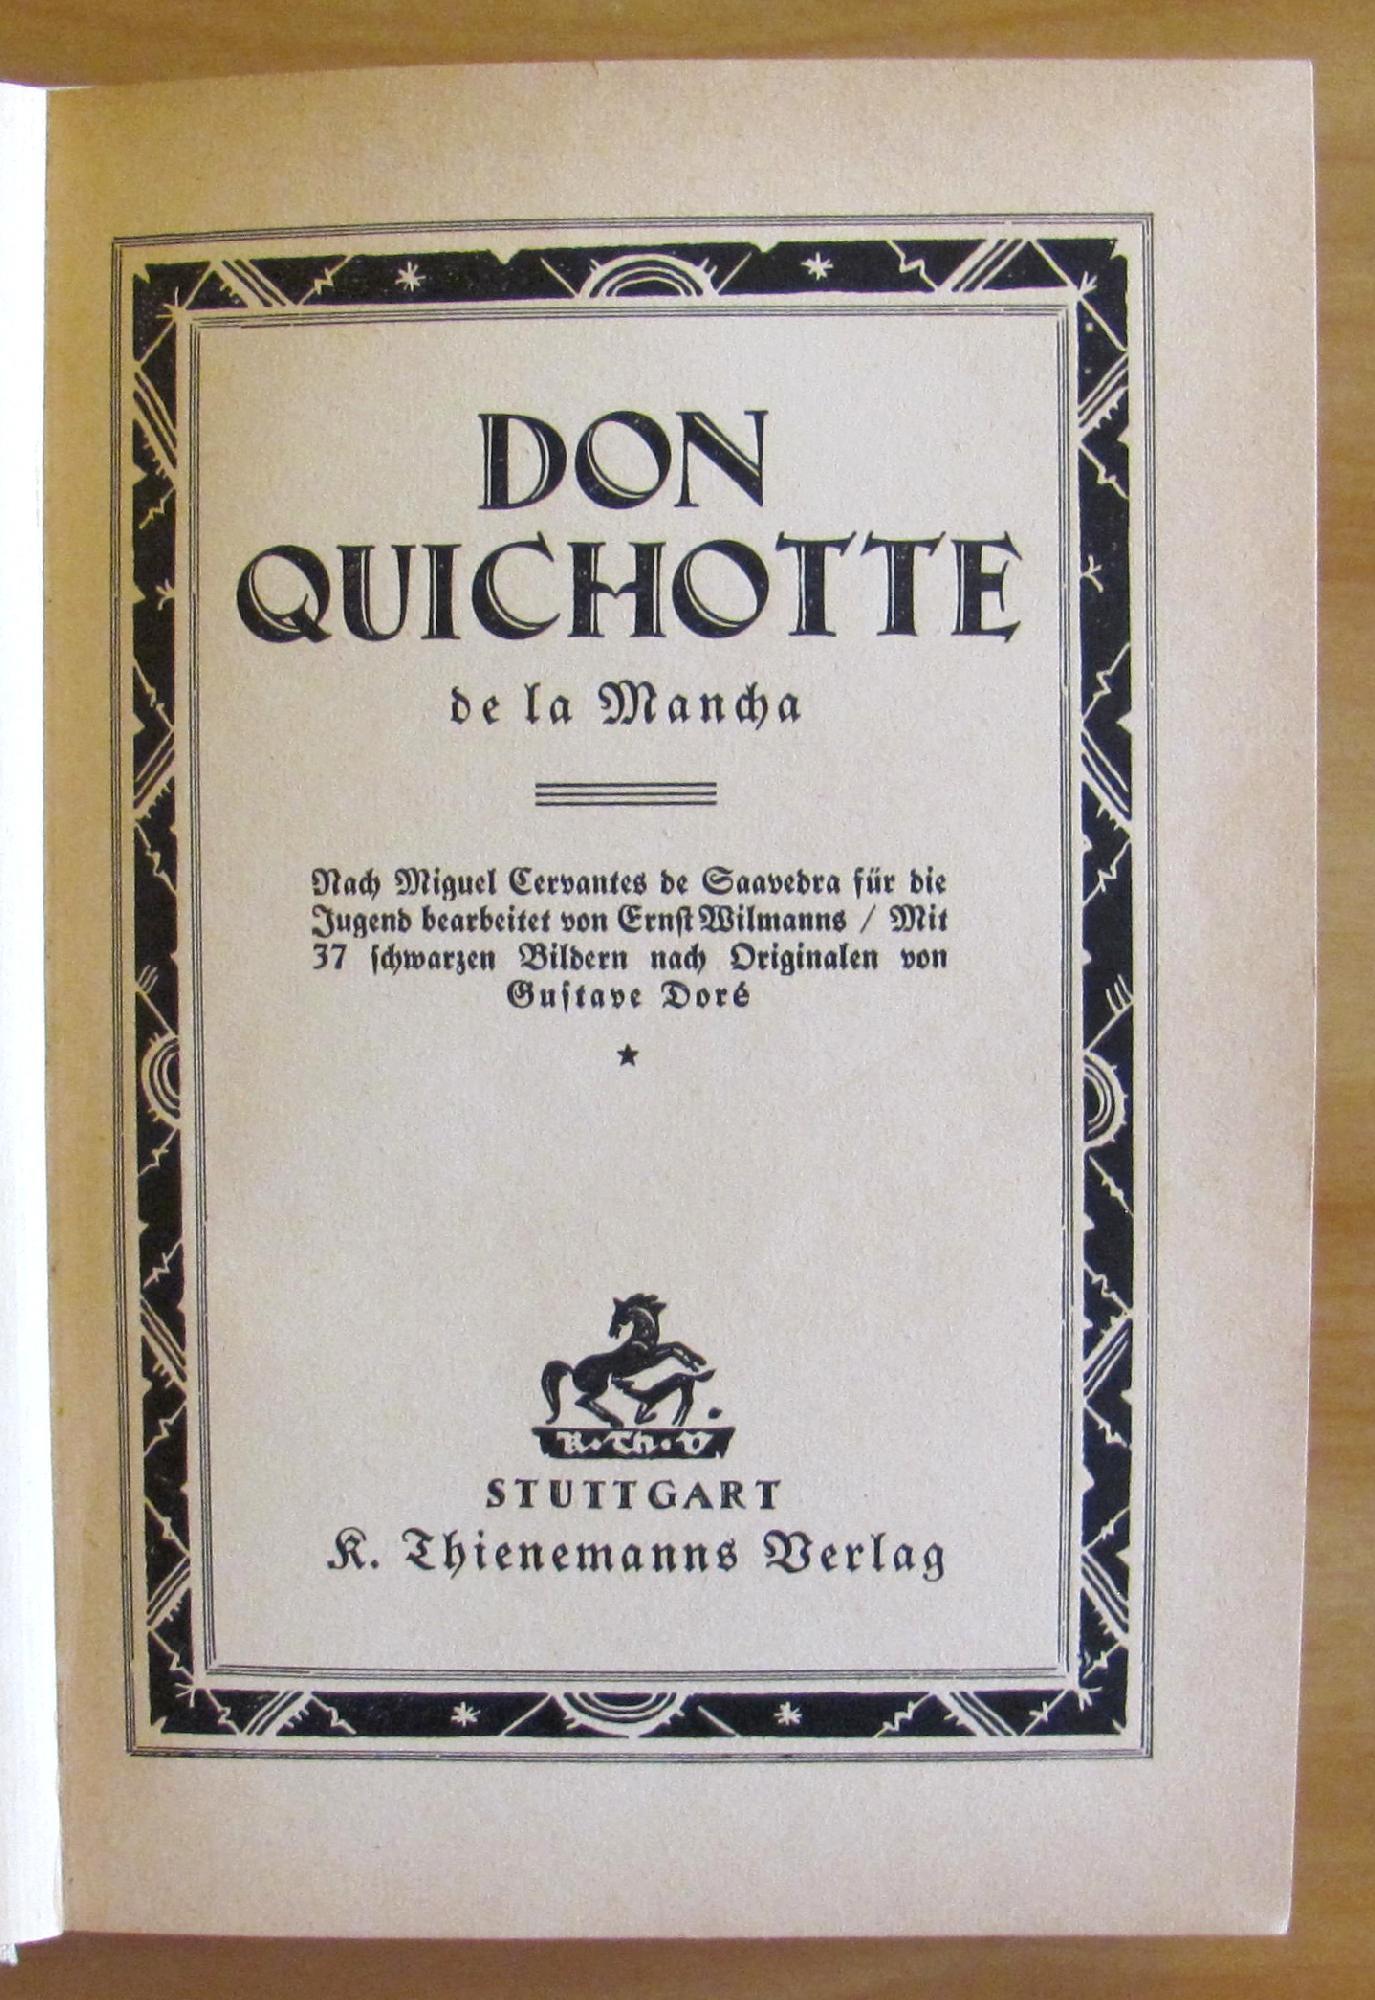 DON
QUICHOTTE
de la Mancha
Nach Miguel Cervantes de Saavedra für die
Jugend bearbeitet von Ernst Wilmanns / Mit
37 schwarzen Bildern nach Originalen von
Gustave Doré
K. Th. V.
STUTTGART
K. Thienemanns Verlag